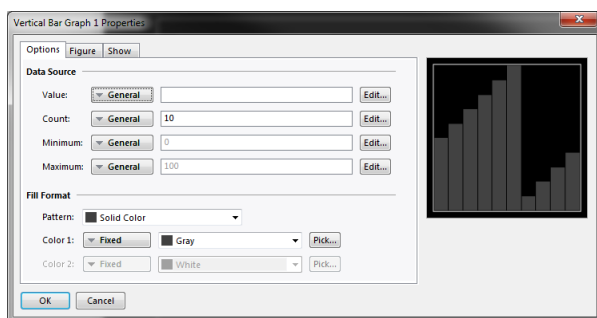 Vertical Bar Graph 1 Properties
Options Figure Show
Data Source
Value: General Edit...
Count: General 10 Edit...
Minimum: General 0 Edit...
Maximum: General 100 Edit...
Fill Format
Pattern: Solid Color
Color 1: Fixed Gray Pick...
Color 2: Fixed White Pick...
OK Cancel